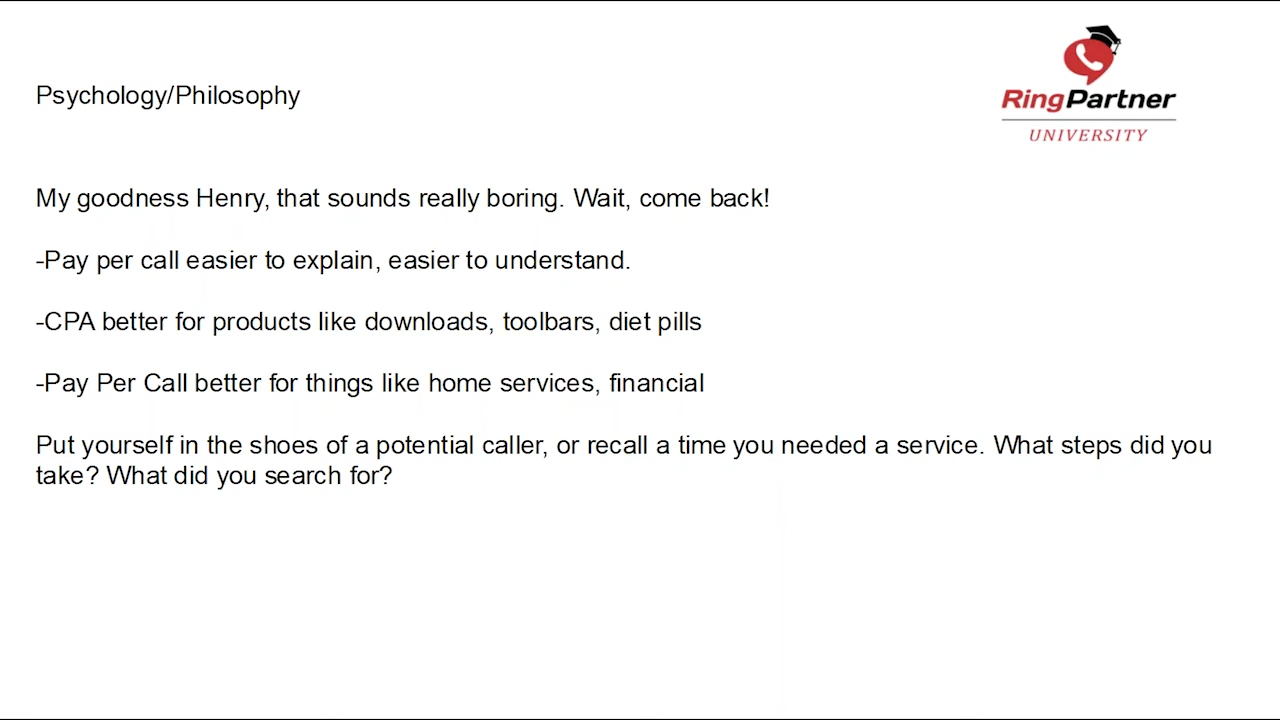 RingPartner
UNIVERSITY
Psychology/Philosophy
My goodness Henry, that sounds really boring. Wait, come back!
-Pay per call easier to explain, easier to understand.
-CPA better for products like downloads, toolbars, diet pills
-Pay Per Call better for things like home services, financial
Put yourself in the shoes of a potential caller, or recall a time you needed a service. What steps did you
take? What did you search for?